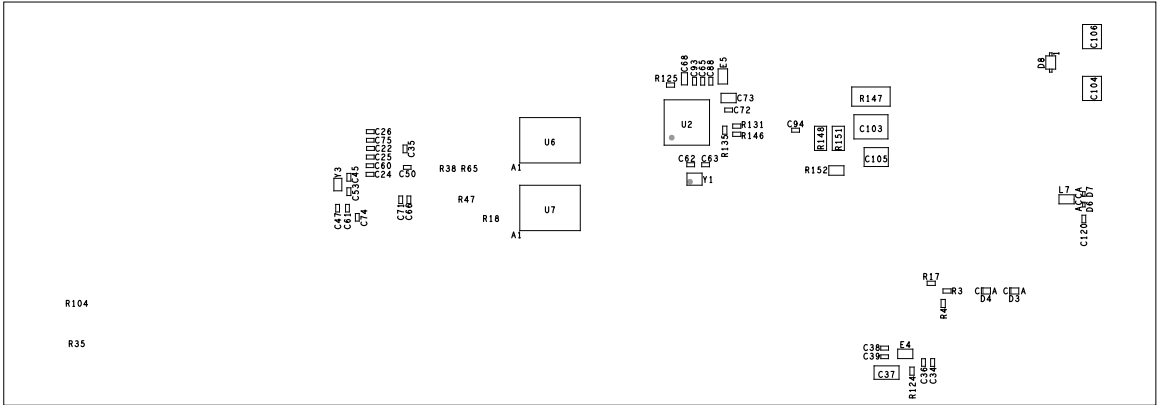 C106
D8
1
C68
C93
C65
C88
E5
R125
C104
C73
R147
C72
U2
R131
R146
R135
C94
R148
R151
C103
C26
C75
C22
C25
C60
C24
C35
C50
U6
A1
C62
C63
C105
R152
Y1
R38
R65
Y3
C45
C53
C47
C61
C74
C71
C66
R47
R18
U7
A1
L7
C
A
D7
A
C
D6
C120
R17
R3
R4
C
A
D4
C
A
D3
R104
R35
C38
C39
E4
C37
R124
C36
C34